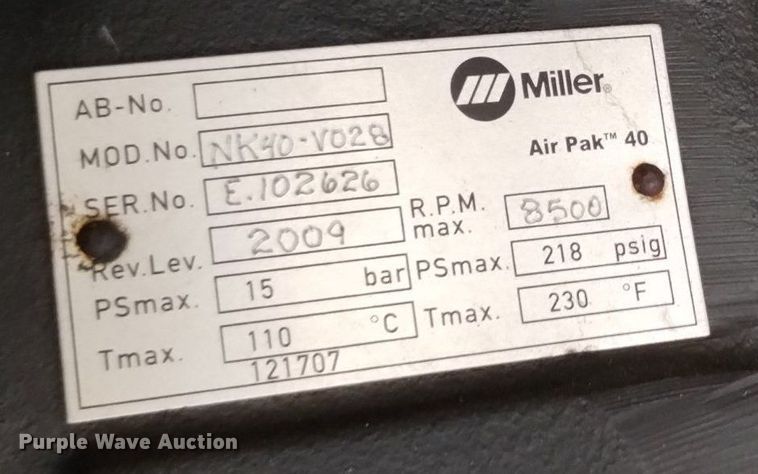 Miller®
AB-No.
Air Pak™ 40
MOD.No. NK40-V028
SER.No. E.102626
Rev.Lev. 2009 R.P.M. max. 8500
PSmax. 15 bar PSmax. 218 psig
Tmax. 110 °C Tmax. 230 °F
121707
Purple Wave Auction